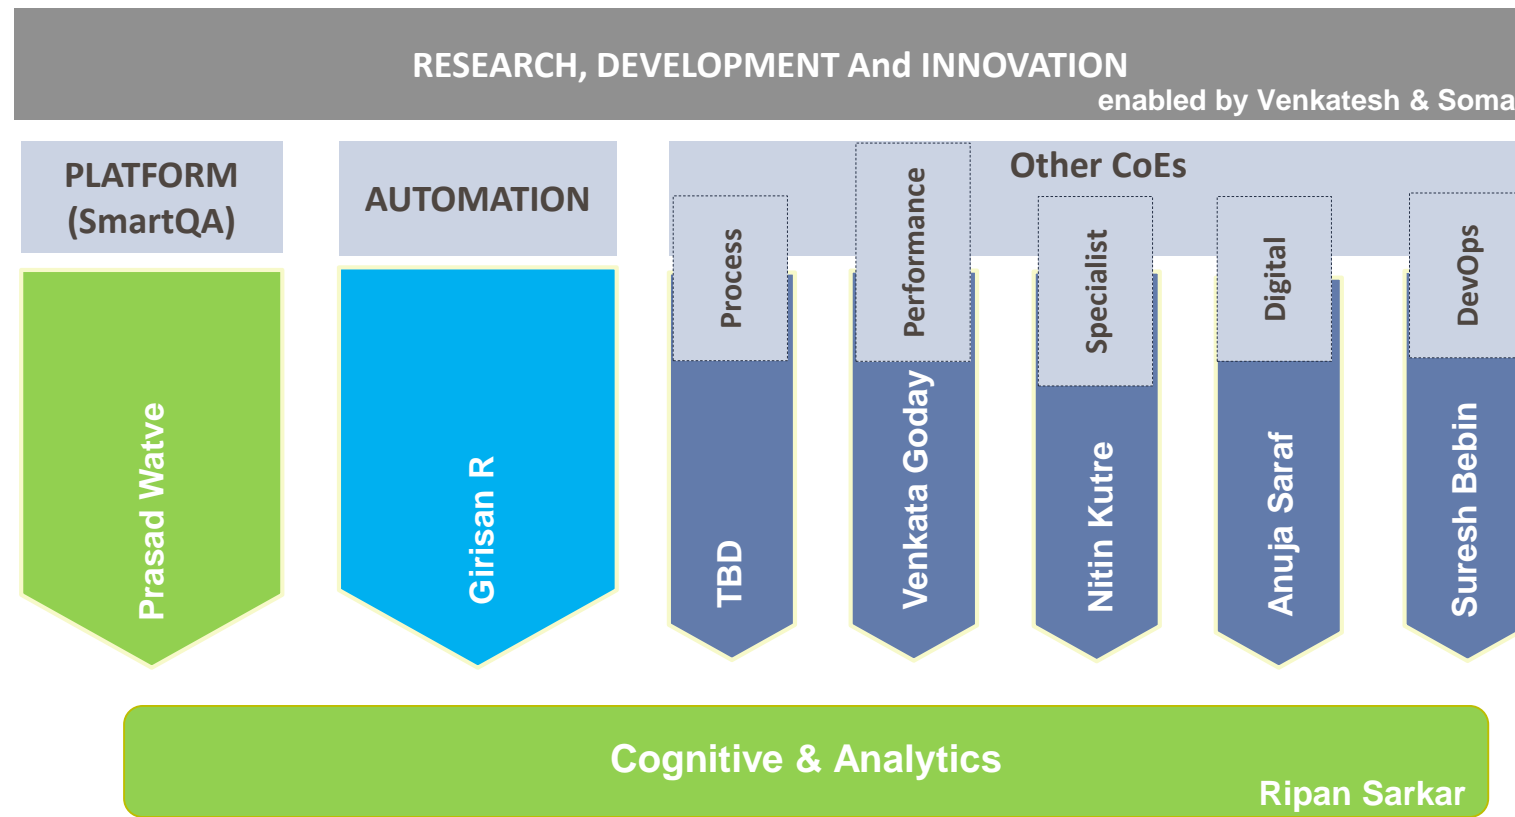 RESEARCH, DEVELOPMENT And INNOVATION
enabled by Venkatesh & Soma
PLATFORM
(SmartQA)
AUTOMATION
Other CoEs
Process
Performance
Specialist
Digital
DevOps
Prasad Watve
Girisan R
TBD
Venkata Goday
Nitin Kutre
Anuja Saraf
Suresh Bebin
Cognitive & Analytics
Ripan Sarkar